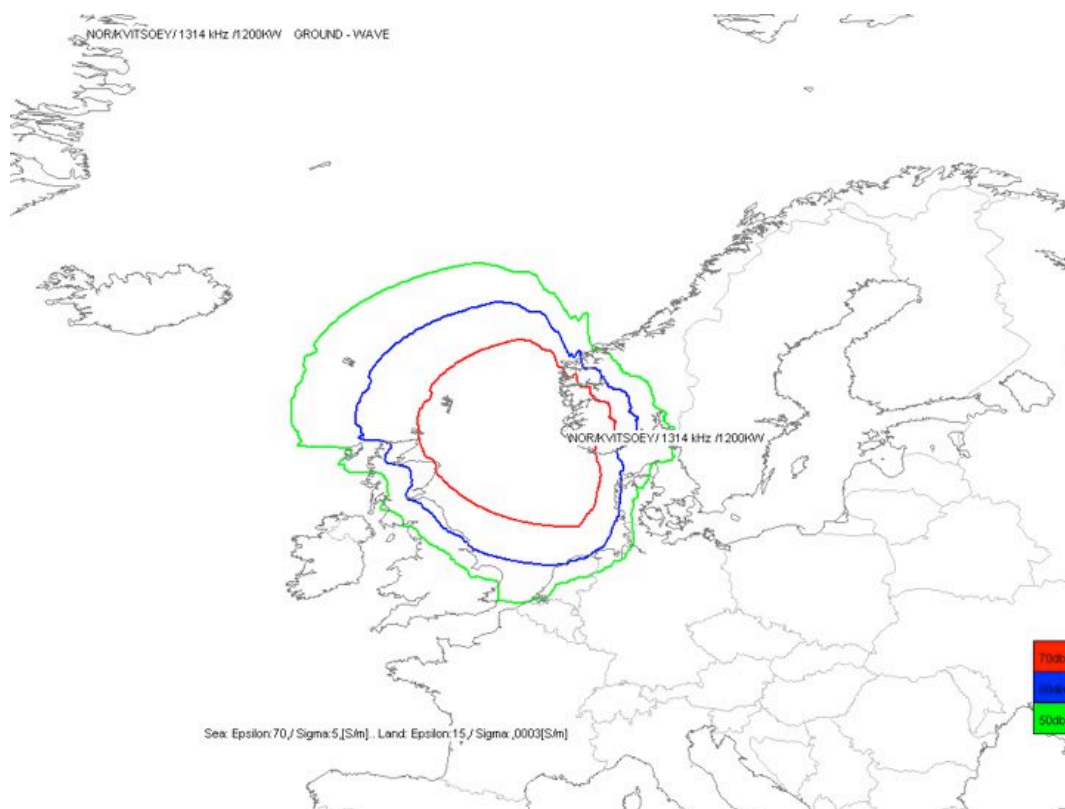 NOR/KVITSOEY/ 1314 kHz /1200KW GROUND - WAVE
NOR/KVITSOEY/ 1314 kHz /1200KW
70db
50db
Sea: Epsilon:70,/ Sigma:5,[S/m].. Land: Epsilon:15,/ Sigma:,0003[S/m]